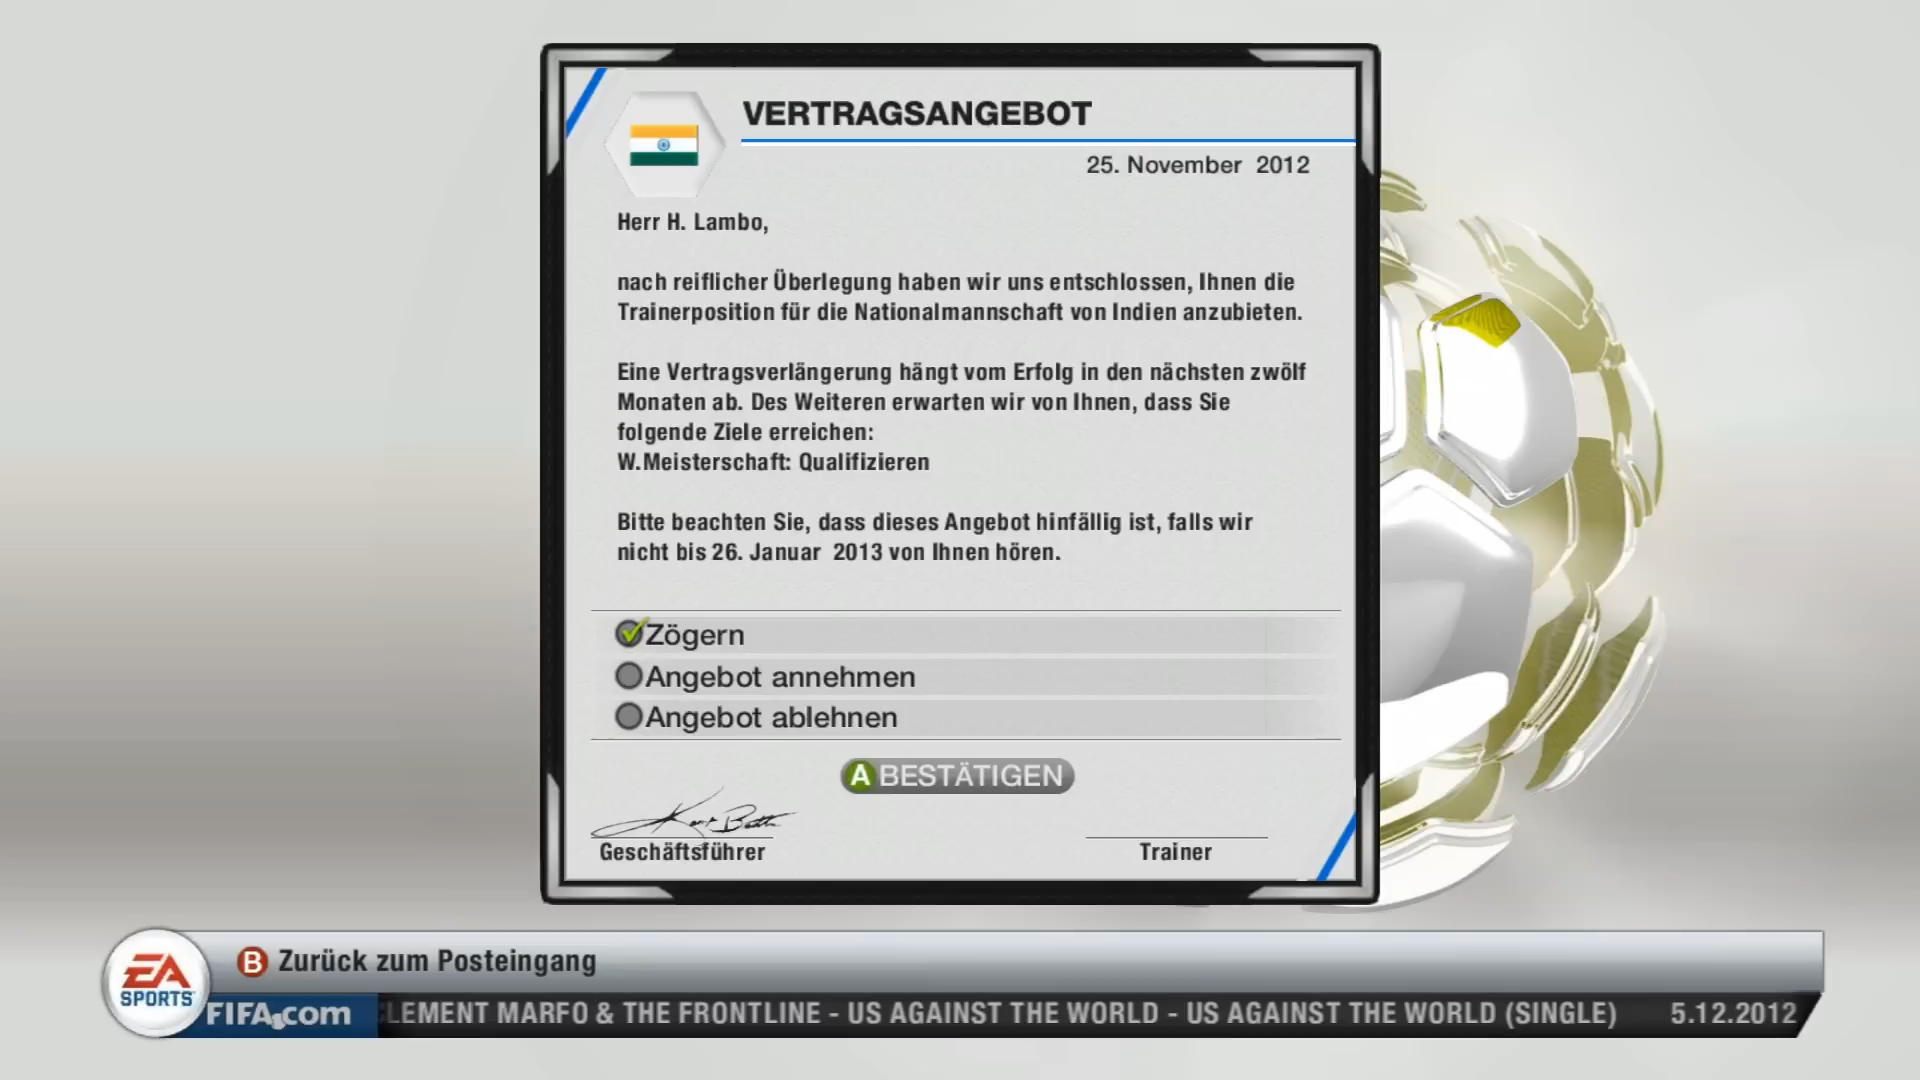 VERTRAGSANGEBOT
25. November 2012
Herr H. Lambo,
nach reiflicher Überlegung haben wir uns entschlossen, Ihnen die
Trainerposition für die Nationalmannschaft von Indien anzubieten.
Eine Vertragsverlängerung hängt vom Erfolg in den nächsten zwölf
Monaten ab. Des Weiteren erwarten wir von Ihnen, dass Sie
folgende Ziele erreichen:
W.Meisterschaft: Qualifizieren
Bitte beachten Sie, dass dieses Angebot hinfällig ist, falls wir
nicht bis 26. Januar 2013 von Ihnen hören.
Zögern
Angebot annehmen
Angebot ablehnen
A BESTÄTIGEN
Geschäftsführer
Trainer
B Zurück zum Posteingang
EA SPORTS
FIFA.com
LEMENT MARFO & THE FRONTLINE - US AGAINST THE WORLD - US AGAINST THE WORLD (SINGLE)
5.12.2012